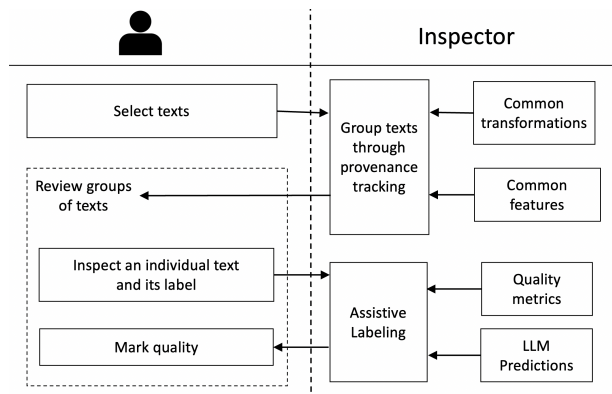 Inspector
Select texts
Group texts
through
provenance
tracking
Common
transformations
Common
features
Review groups
of texts
Inspect an individual text
and its label
Mark quality
Assistive
Labeling
Quality
metrics
LLM
Predictions